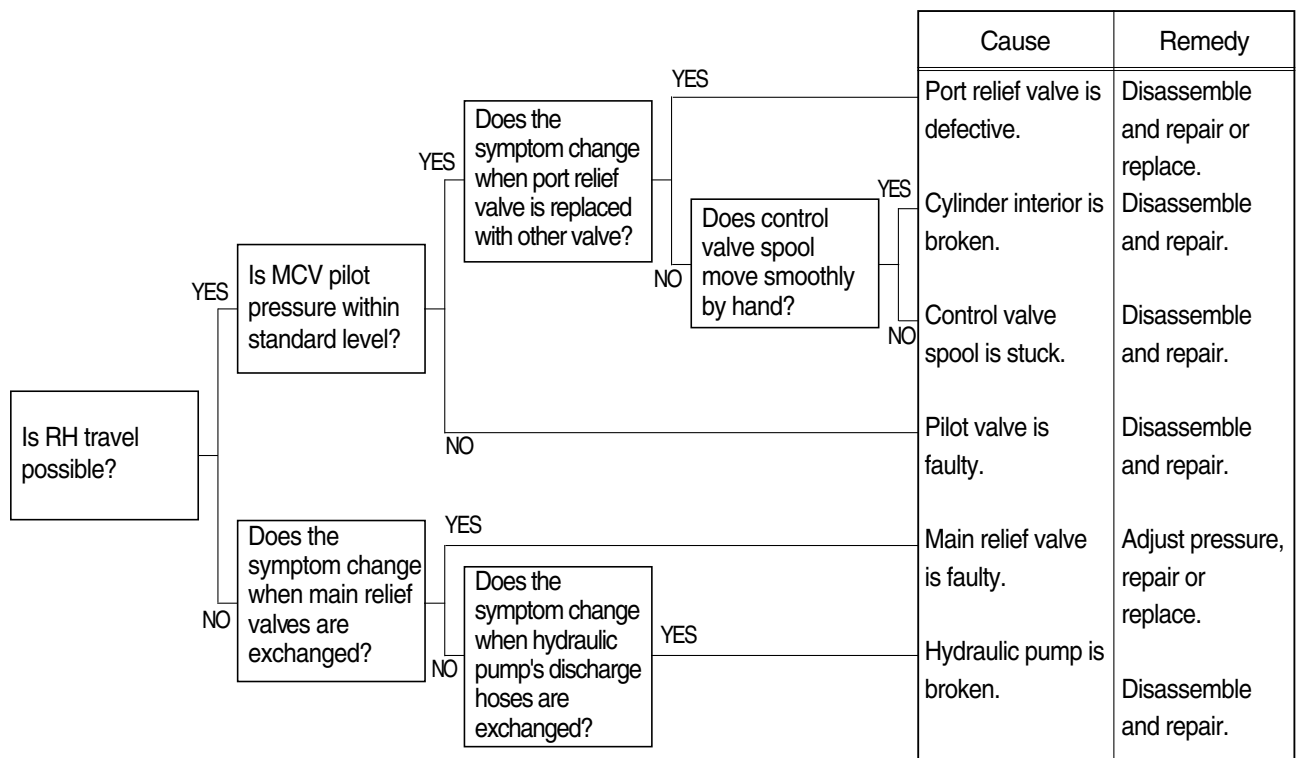 Cause
Remedy
Is RH travel
possible?
YES
NO
Is MCV pilot
pressure within
standard level?
YES
NO
Does the
symptom change
when port relief
valve is replaced
with other valve?
YES
NO
Does control
valve spool
move smoothly
by hand?
YES
NO
Does the
symptom change
when main relief
valves are
exchanged?
YES
NO
Does the
symptom change
when hydraulic
pump's discharge
hoses are
exchanged?
YES
Port relief valve is
defective.
Disassemble
and repair or
replace.
Cylinder interior is
broken.
Disassemble
and repair.
Control valve
spool is stuck.
Disassemble
and repair.
Pilot valve is
faulty.
Disassemble
and repair.
Main relief valve
is faulty.
Adjust pressure,
repair or
replace.
Hydraulic pump is
broken.
Disassemble
and repair.